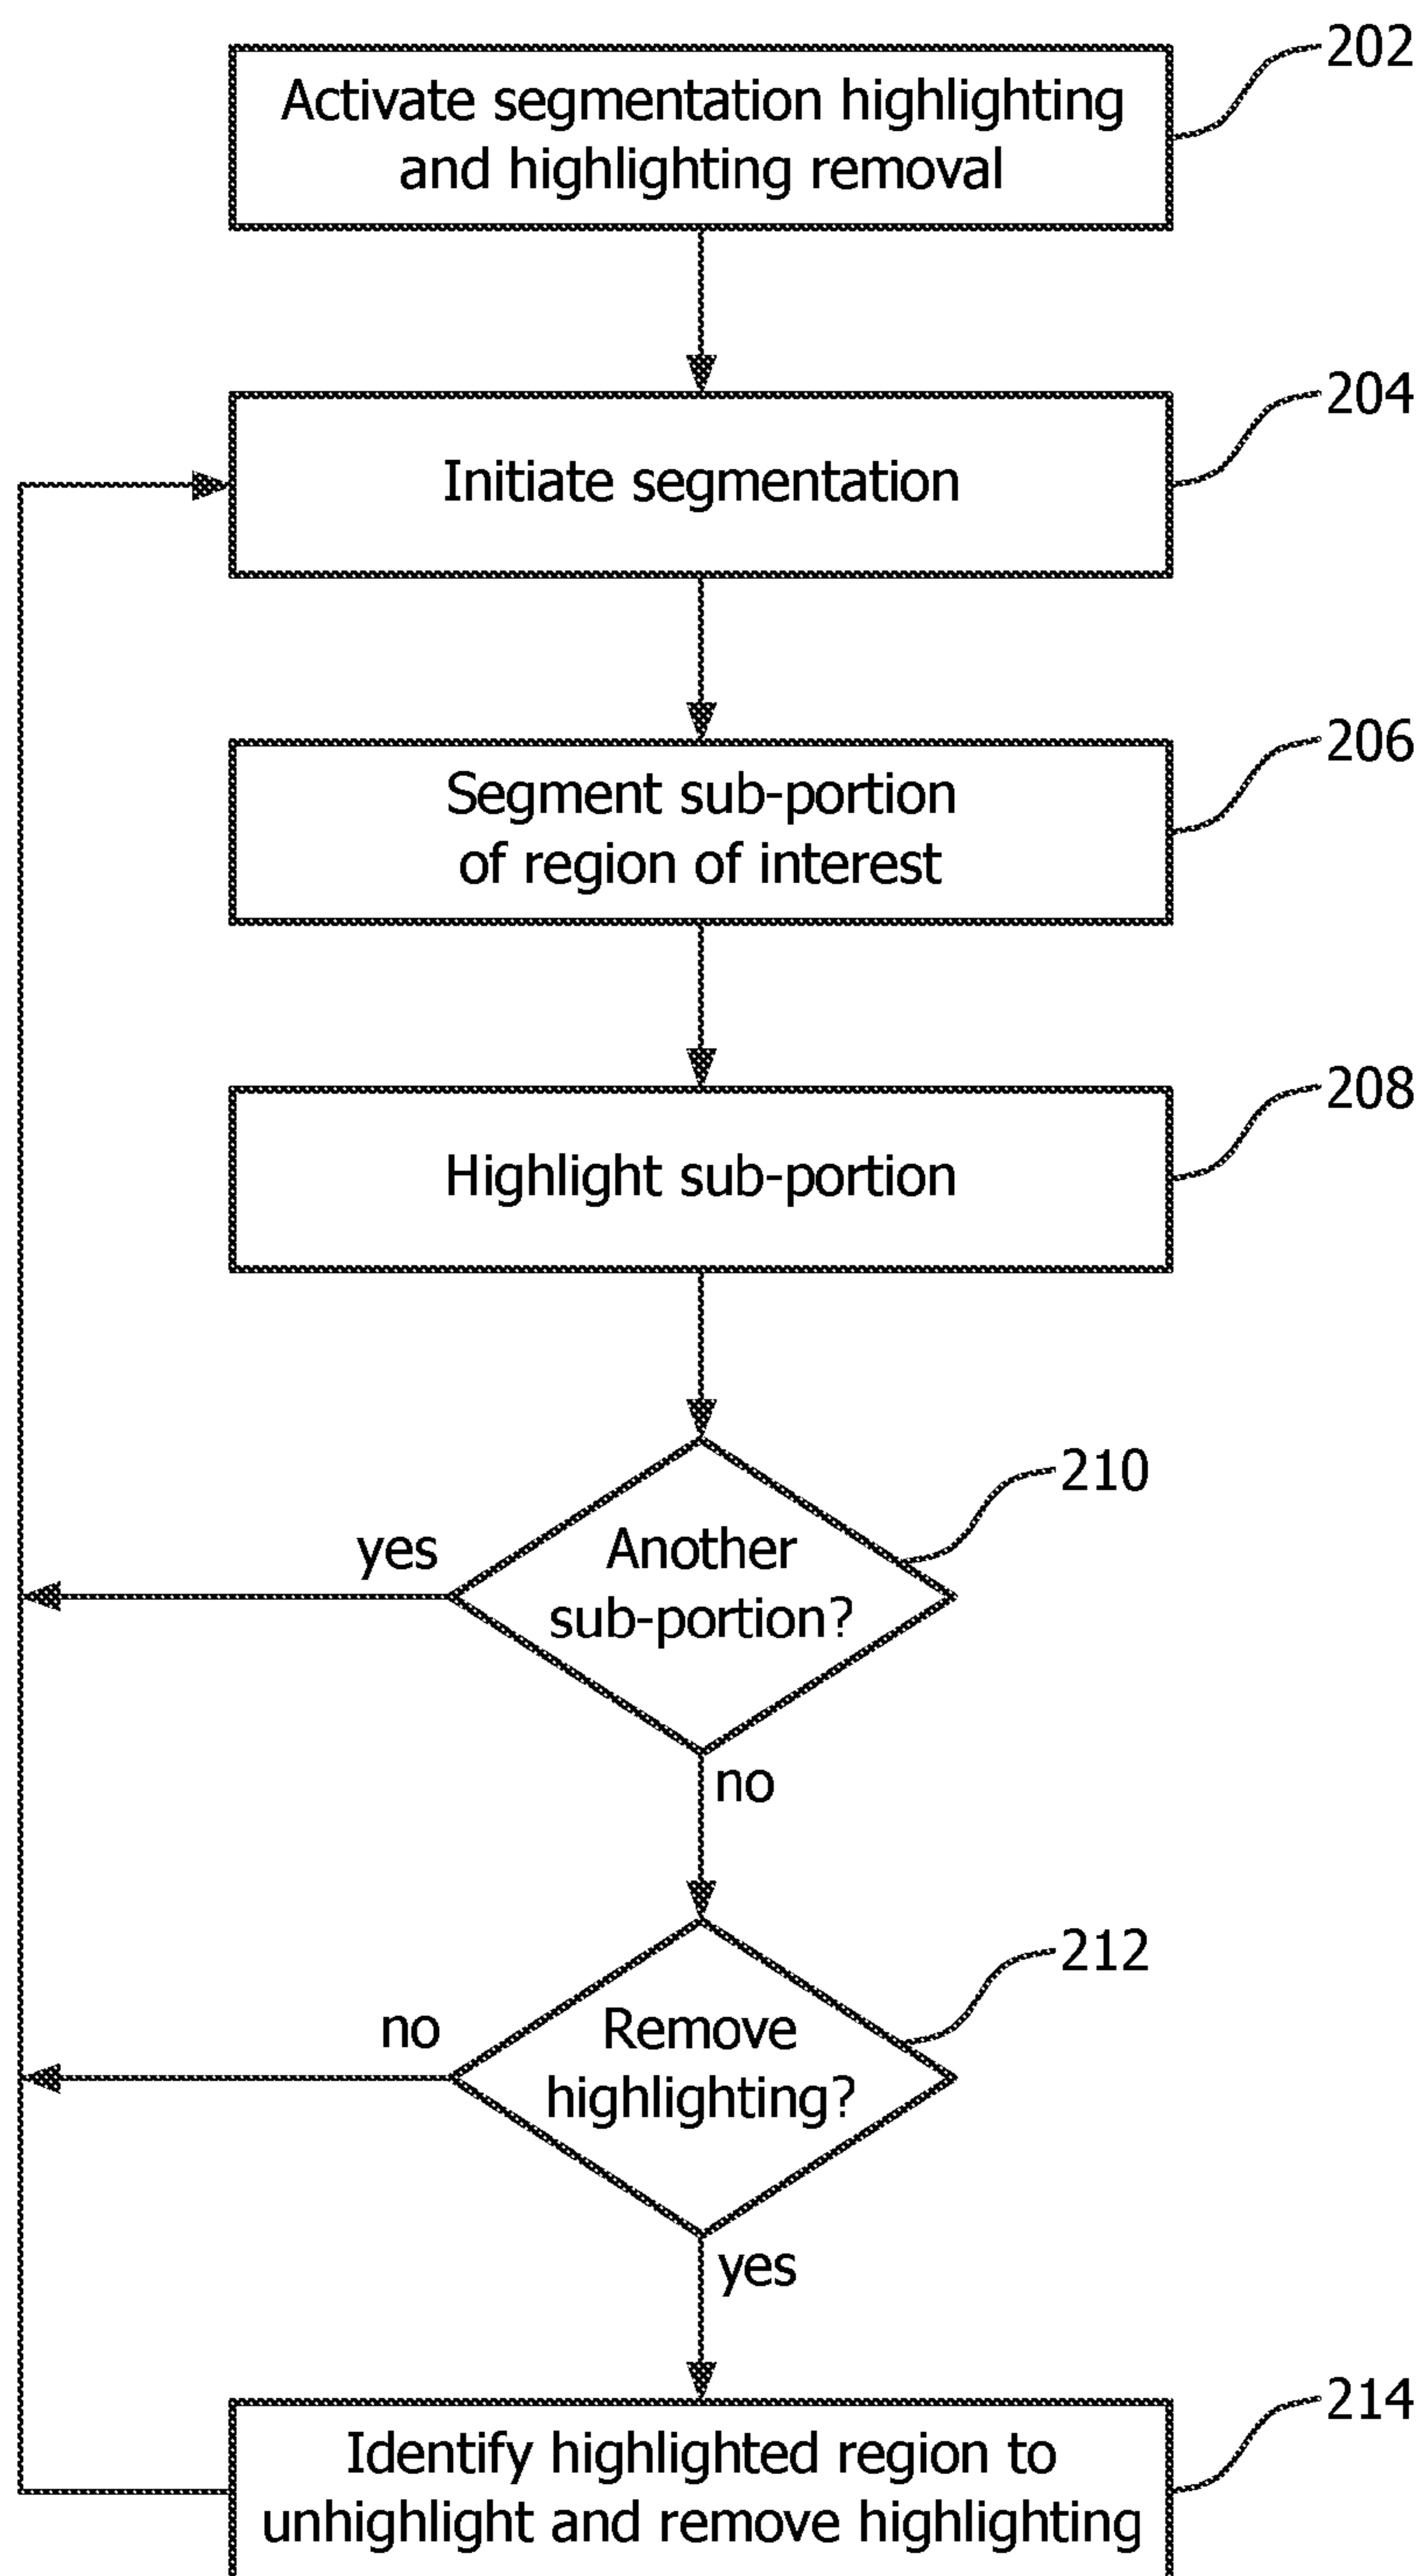 202
Activate segmentation highlighting
and highlighting removal
204
Initiate segmentation
206
Segment sub-portion
of region of interest
208
Highlight sub-portion
210
yes
Another
sub-portion?
no
212
no
Remove
highlighting?
yes
214
Identify highlighted region to
unhighlight and remove highlighting